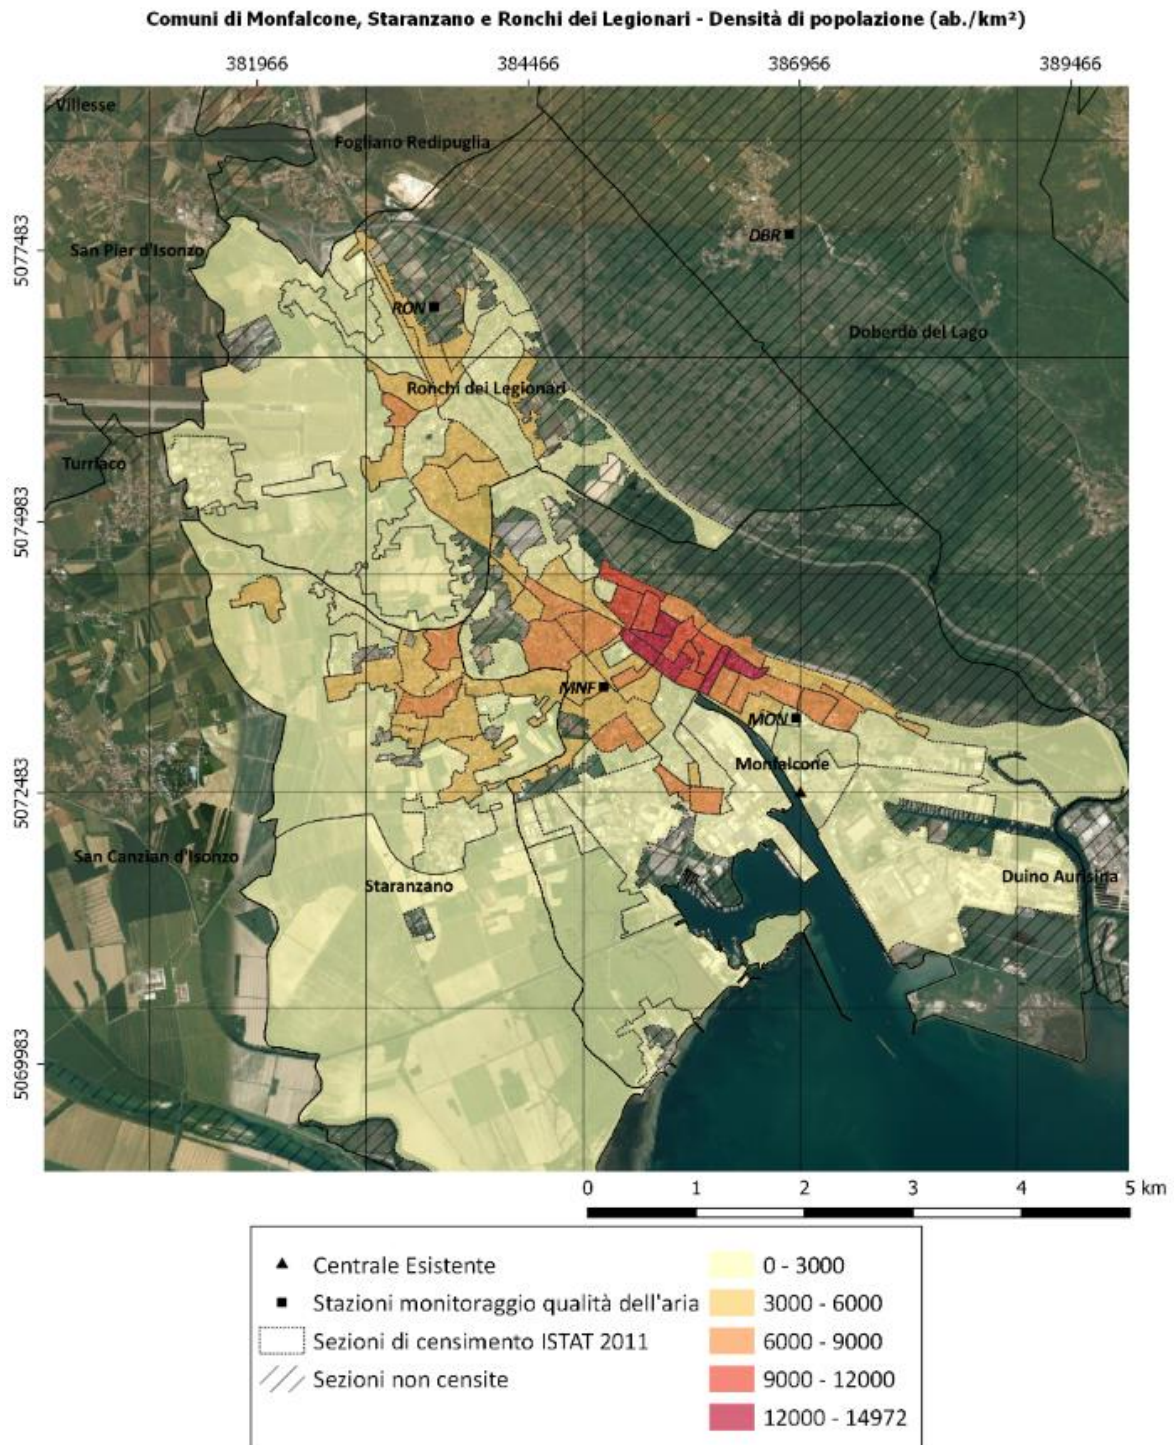 Comuni di Monfalcone, Staranzano e Ronchi dei Legionari - Densità di popolazione (ab./km²)
381966 384466 386966 389466
Villesse
Fogliano Redipuglia
DBR
5077483
San Pier d'Isonzo
RON
Doberdò del Lago
Ronchi dei Legionari
Turriaco
5074983
MNF
MON
Monfalcone
5072483
San Canzian d'Isonzo
Staranzano
Duino Aurisina
5069983
0 1 2 3 4 5 km
Centrale Esistente
Stazioni monitoraggio qualità dell'aria
Sezioni di censimento ISTAT 2011
Sezioni non censite
0 - 3000
3000 - 6000
6000 - 9000
9000 - 12000
12000 - 14972